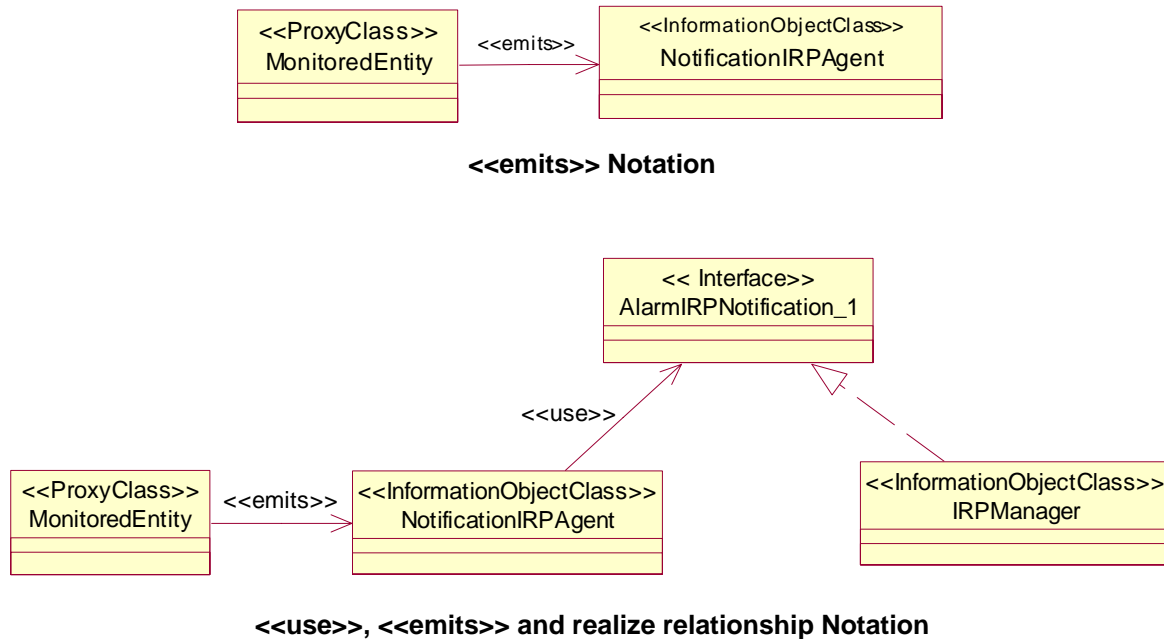 <<ProxyClass>>
MonitoredEntity
<<emits>>
<<InformationObjectClass>>
NotificationIRPAgent
<<emits>> Notation
<< Interface>>
AlarmIRPNotification_1
<<use>>
<<ProxyClass>>
MonitoredEntity
<<emits>>
<<InformationObjectClass>>
NotificationIRPAgent
<<InformationObjectClass>>
IRPManager
<<use>>, <<emits>> and realize relationship Notation